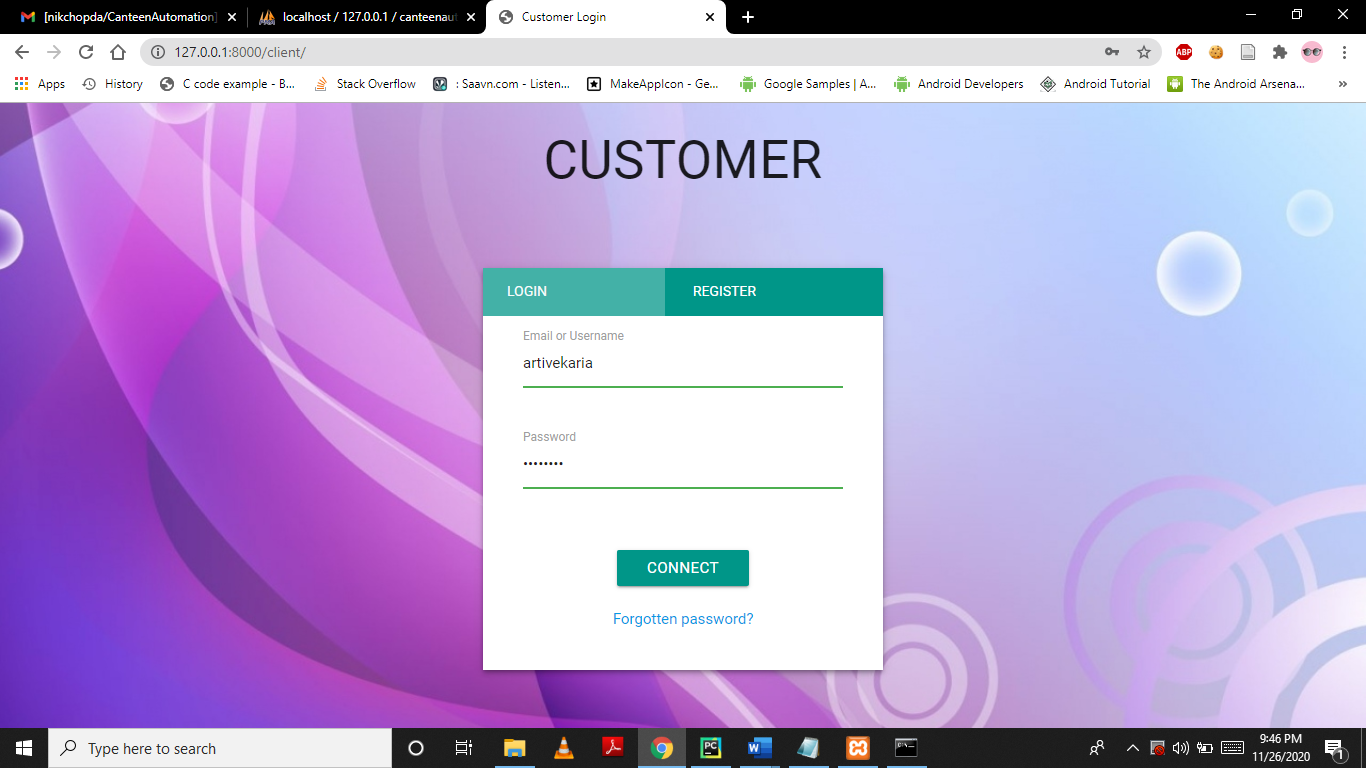 [nikchopda/CanteenAutomation]
localhost / 127.0.0.1 / canteenaut
Customer Login
127.0.0.1:8000/client/
ABP
Apps
History
C code example - B...
Stack Overflow
: Saavn.com - Listen...
MakeAppIcon - Ge...
Google Samples | A...
Android Developers
Android Tutorial
The Android Arsena...
»
CUSTOMER
LOGIN
REGISTER
Email or Username
artivekaria
Password
••••••••
CONNECT
Forgotten password?
Type here to search
PC
W
9:46 PM
11/26/2020
1